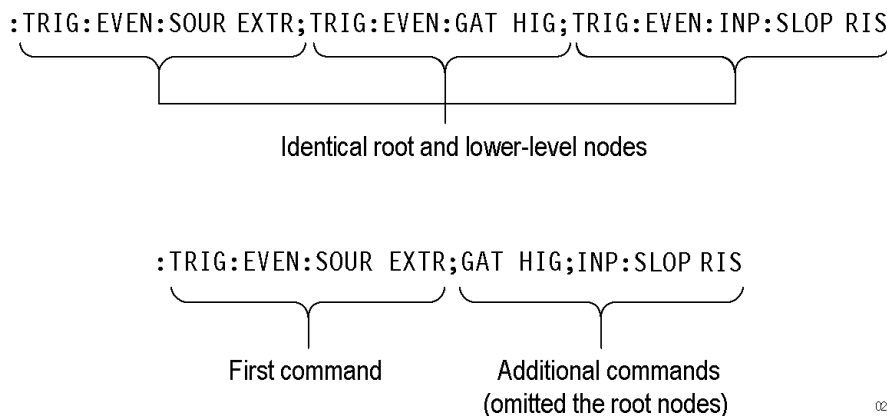 :TRIG:EVEN:SOUR EXTR;TRIG:EVEN:GAT HIG;TRIG:EVEN:INP:SLOP RIS
Identical root and lower-level nodes
:TRIG:EVEN:SOUR EXTR;GAT HIG;INP:SLOP RIS
First command
Additional commands
(omitted the root nodes)
02